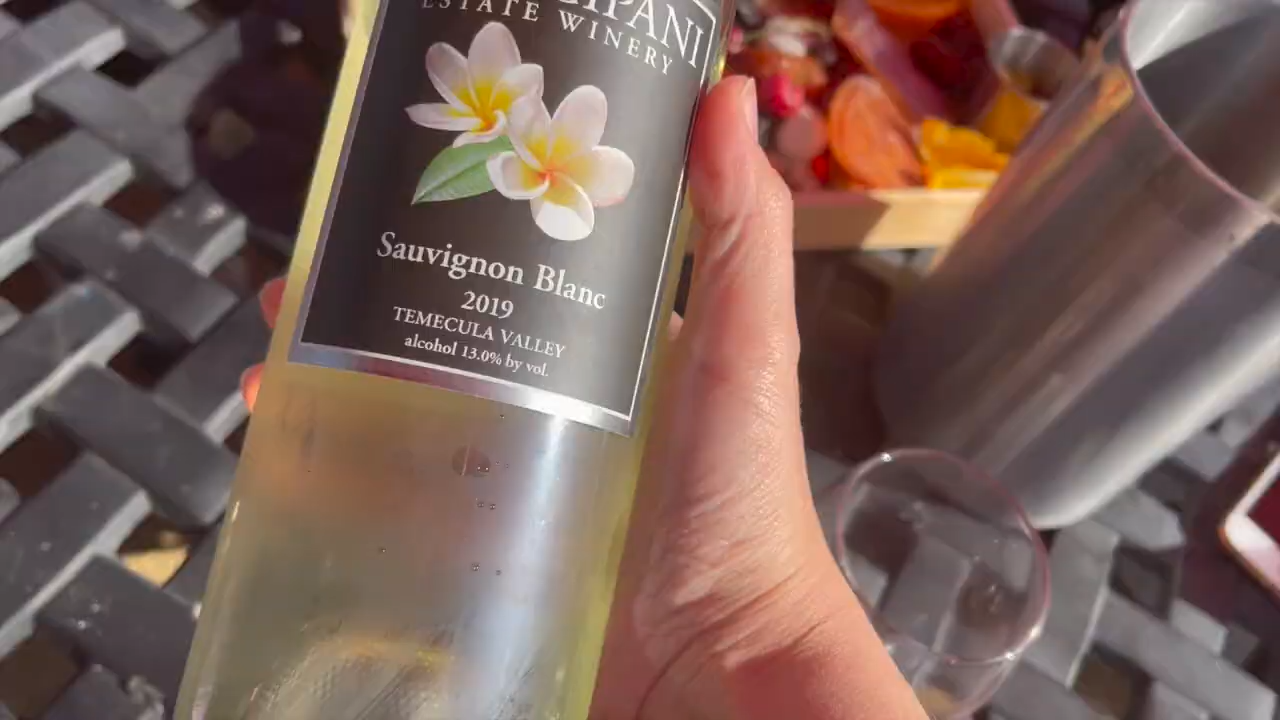 ESTATE WINERY
Sauvignon Blanc
2019
TEMECULA VALLEY
alcohol 13.0% by vol.